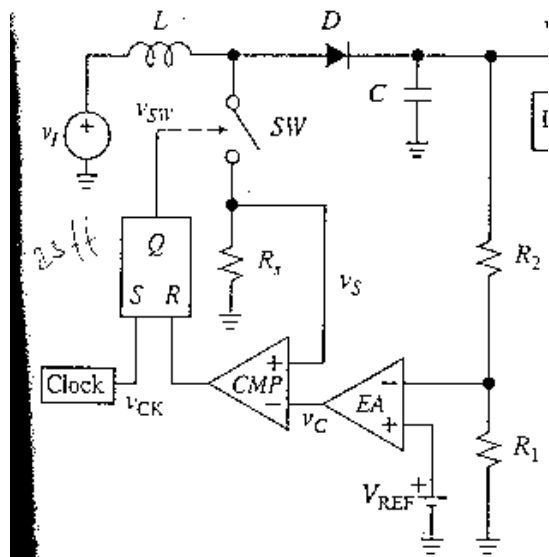 L
D
C
v_I
v_SW
SW
Q
S R
R_s
v_S
R_2
Clock
v_CK
+
CMP
−
v_C
−
EA
+
R_1
V_REF
+
−